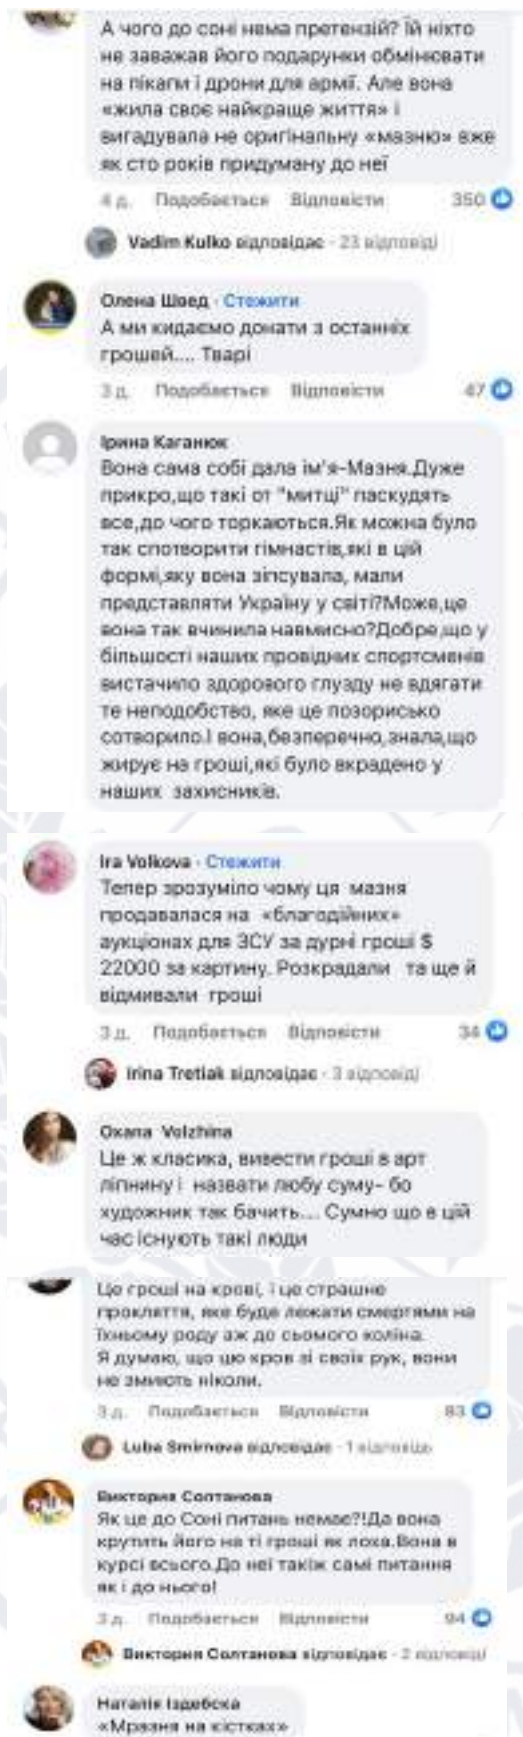 А чого до соні нема претензій? Їй ніхто
не заважав його подарунки обмінювати
на пікапи і дрони для армії. Але вона
«жила своє найкраще життя» і
вигадувала не оригінальну «мазню» вже
як сто років придуману до неї
4 д. Подобається Відповісти 350
Vadim Kulko відповідає · 23 відповіді
Олена Швед · Стежити
А ми кидаємо донати з останніх
грошей.... Тварі
3 д. Подобається Відповісти 47
Ірина Каганюк
Вона сама собі дала ім'я-Мазня.Дуже
прикро,що такі от "митці" паскудять
все,до чого торкаються.Як можна було
так спотворити гімнастів,які в цій
формі,яку вона зіпсувала, мали
представляти Україну у світі?Може,це
вона так вчинила навмисно?Добре,що у
більшості наших провідних спортсменів
вистачило здорового глузду не вдягати
те неподобство, яке це позорисько
сотворило.І вона,безперечно,знала,що
жирує на гроші,які було вкрадено у
наших захисників.
Ira Volkova · Стежити
Тепер зрозуміло чому ця мазня
продавалася на «благодійних»
аукціонах для ЗСУ за дурні гроші $
22000 за картину. Розкрадали та ще й
відмивали гроші
3 д. Подобається Відповісти 34
Irina Tretiak відповідає · 3 відповіді
Oxana Velzhina
Це ж класика, вивести гроші в арт
ліпнину і назвати любу суму- бо
художник так бачить.... Сумно що в цій
час існують такі люди
Це гроші на крові, і це страшне
прокляття, яке буде лежати смертями на
їхньому роду аж до сьомого коліна.
Я думаю, що цю кров зі своїх рук, вони
не змиють ніколи.
3 д. Подобається Відповісти 83
Luba Smirnova відповідає · 1 відповідь
Виктория Солтанова
Як це до Соні питань немає?!Да вона
крутить його на ті гроші як лоха.Вона в
курсі всього.До неї такіж самі питання
як і до нього!
3 д. Подобається Відповісти 94
Виктория Солтанова відповідає · 2 відповіді
Наталія Іздебска
«Мразня на кістках»